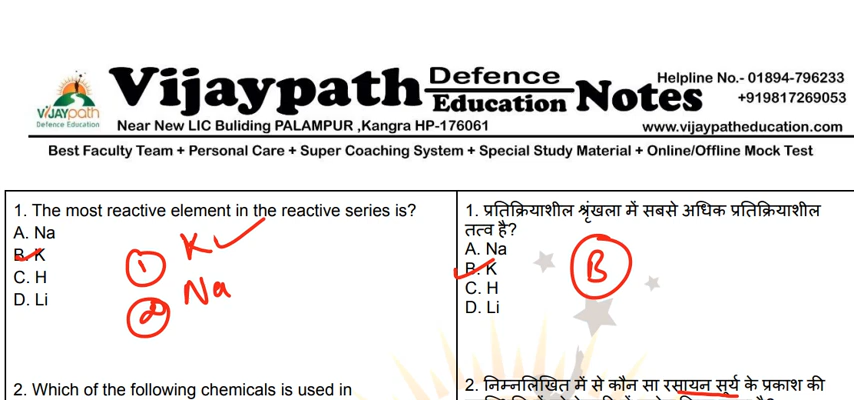 Vijaypath Defence Education Notes
Helpline No.- 01894-796233
+919817269053
VIJAYpath
Defence Education
Near New LIC Buliding PALAMPUR ,Kangra HP-176061
www.vijaypatheducation.com
Best Faculty Team + Personal Care + Super Coaching System + Special Study Material + Online/Offline Mock Test
1. The most reactive element in the reactive series is?
A. Na
B. K
C. H
D. Li
① K
② Na
2. Which of the following chemicals is used in
1. प्रतिक्रियाशील श्रृंखला में सबसे अधिक प्रतिक्रियाशील
तत्व है?
A. Na
B. K
C. H
D. Li
B
2. निम्नलिखित में से कौन सा रसायन सूर्य के प्रकाश की